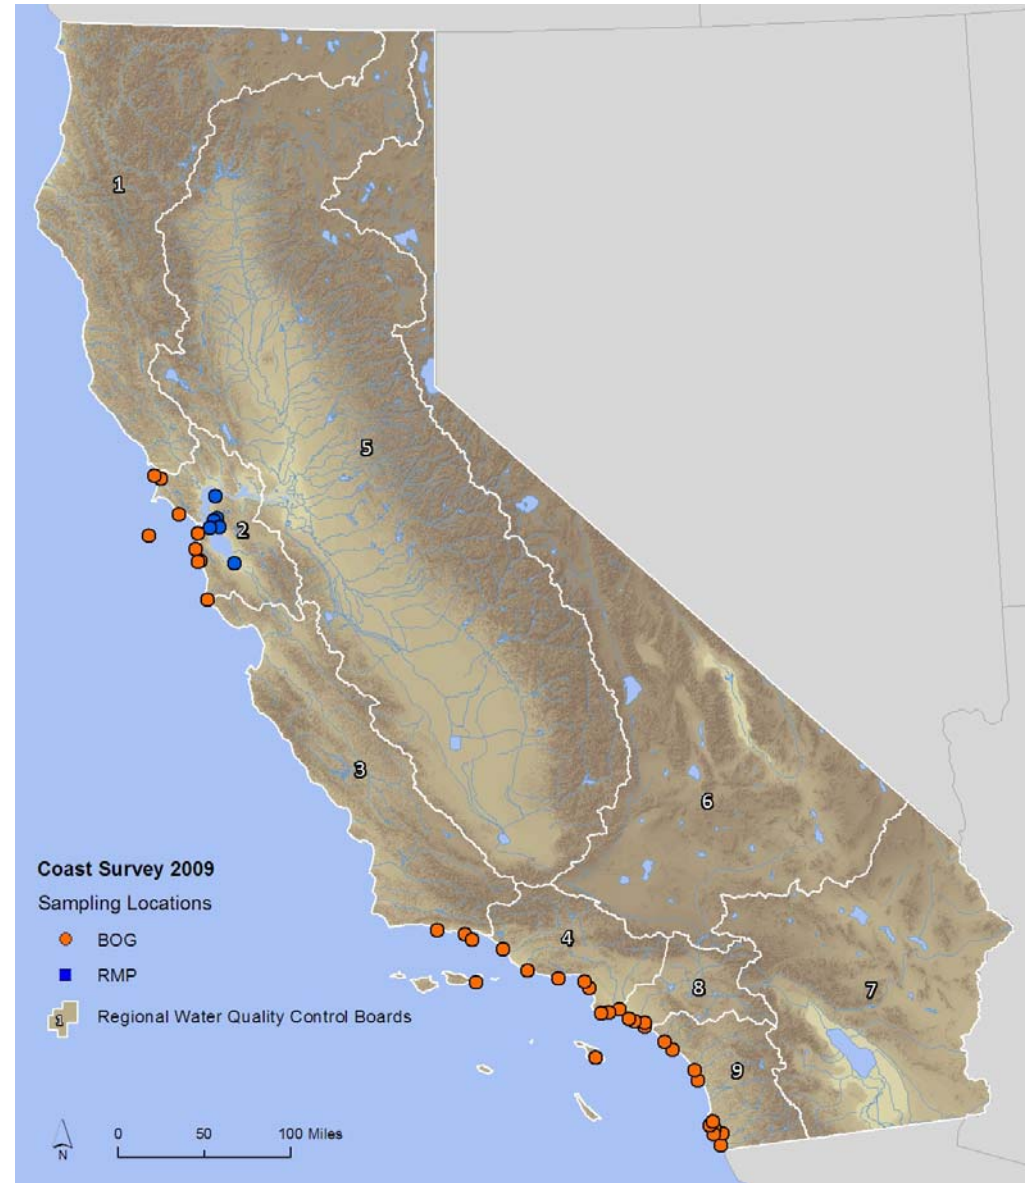 1
5
2
3
6
4
8
7
9
Coast Survey 2009
Sampling Locations
BOG
RMP
1 Regional Water Quality Control Boards
N
0 50 100 Miles